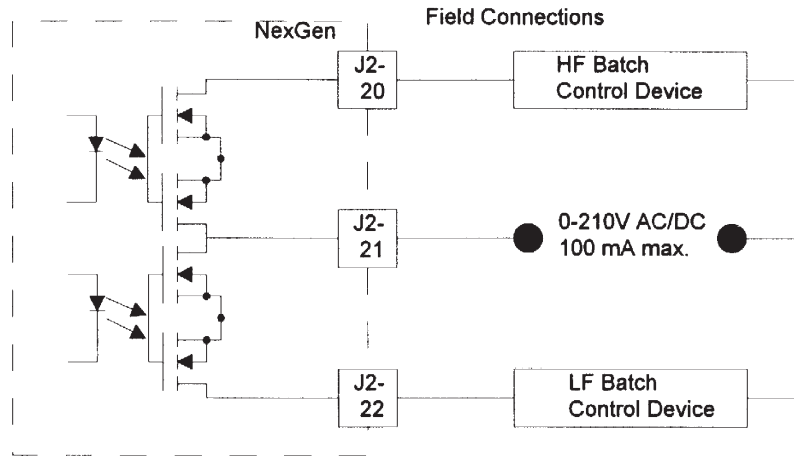 NexGen
Field Connections
J2-
20
HF Batch
Control Device
J2-
21
0-210V AC/DC
100 mA max.
J2-
22
LF Batch
Control Device